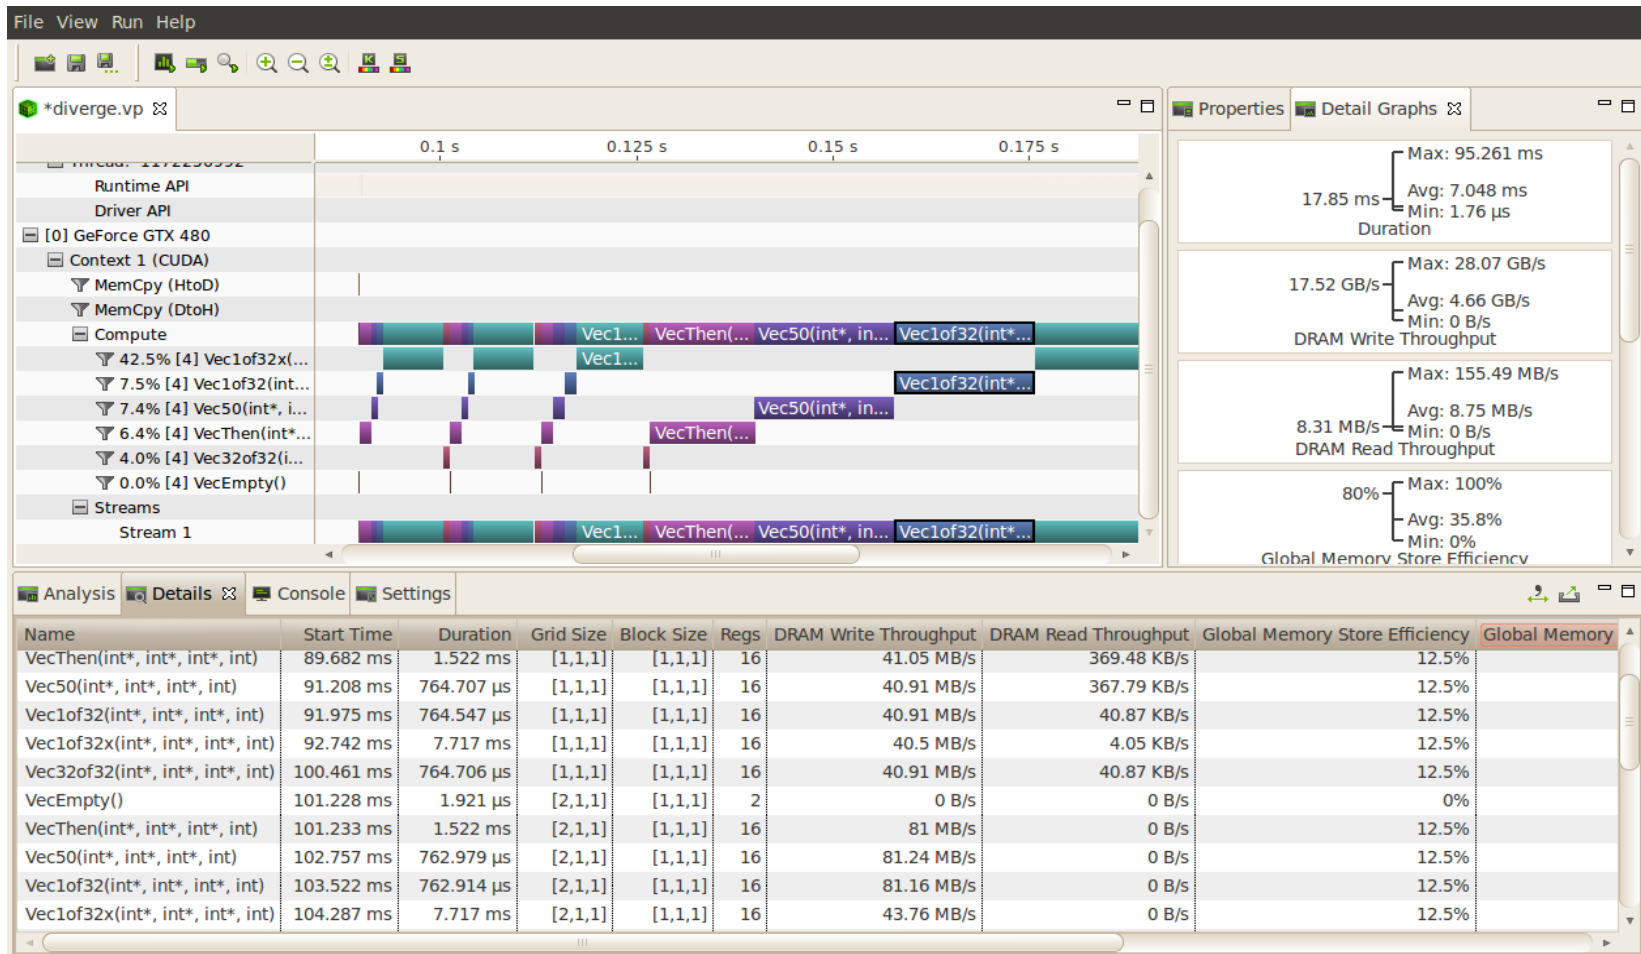 File View Run Help
*diverge.vp
0.1 s 0.125 s 0.15 s 0.175 s
Thread: 1172236992
Runtime API
Driver API
[0] GeForce GTX 480
Context 1 (CUDA)
MemCpy (HtoD)
MemCpy (DtoH)
Compute Vec1... VecThen(... Vec50(int*, in... Vec1of32(int*...
42.5% [4] Vec1of32x(... Vec1...
7.5% [4] Vec1of32(int... Vec1of32(int*...
7.4% [4] Vec50(int*, i... Vec50(int*, in...
6.4% [4] VecThen(int*... VecThen(...
4.0% [4] Vec32of32(i...
0.0% [4] VecEmpty()
Streams
Stream 1 Vec1... VecThen(... Vec50(int*, in... Vec1of32(int*...
Properties Detail Graphs
Max: 95.261 ms
17.85 ms Avg: 7.048 ms
Min: 1.76 µs
Duration
Max: 28.07 GB/s
17.52 GB/s Avg: 4.66 GB/s
Min: 0 B/s
DRAM Write Throughput
Max: 155.49 MB/s
8.31 MB/s Avg: 8.75 MB/s
Min: 0 B/s
DRAM Read Throughput
80% Max: 100%
Avg: 35.8%
Min: 0%
Global Memory Store Efficiency
Analysis Details Console Settings
Name Start Time Duration Grid Size Block Size Regs DRAM Write Throughput DRAM Read Throughput Global Memory Store Efficiency Global Memory
VecThen(int*, int*, int*, int) 89.682 ms 1.522 ms [1,1,1] [1,1,1] 16 41.05 MB/s 369.48 KB/s 12.5%
Vec50(int*, int*, int*, int) 91.208 ms 764.707 µs [1,1,1] [1,1,1] 16 40.91 MB/s 367.79 KB/s 12.5%
Vec1of32(int*, int*, int*, int) 91.975 ms 764.547 µs [1,1,1] [1,1,1] 16 40.91 MB/s 40.87 KB/s 12.5%
Vec1of32x(int*, int*, int*, int) 92.742 ms 7.717 ms [1,1,1] [1,1,1] 16 40.5 MB/s 4.05 KB/s 12.5%
Vec32of32(int*, int*, int*, int) 100.461 ms 764.706 µs [1,1,1] [1,1,1] 16 40.91 MB/s 40.87 KB/s 12.5%
VecEmpty() 101.228 ms 1.921 µs [2,1,1] [1,1,1] 2 0 B/s 0 B/s 0%
VecThen(int*, int*, int*, int) 101.233 ms 1.522 ms [2,1,1] [1,1,1] 16 81 MB/s 0 B/s 12.5%
Vec50(int*, int*, int*, int) 102.757 ms 762.979 µs [2,1,1] [1,1,1] 16 81.24 MB/s 0 B/s 12.5%
Vec1of32(int*, int*, int*, int) 103.522 ms 762.914 µs [2,1,1] [1,1,1] 16 81.16 MB/s 0 B/s 12.5%
Vec1of32x(int*, int*, int*, int) 104.287 ms 7.717 ms [2,1,1] [1,1,1] 16 43.76 MB/s 0 B/s 12.5%